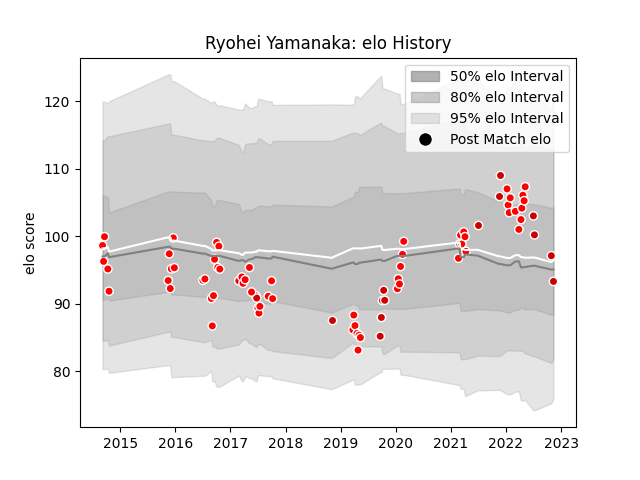 Ryohei Yamanaka: elo History
50% elo Interval
80% elo Interval
95% elo Interval
Post Match elo
elo score
120
110
100
90
80
2015 2016 2017 2018 2019 2020 2021 2022 2023